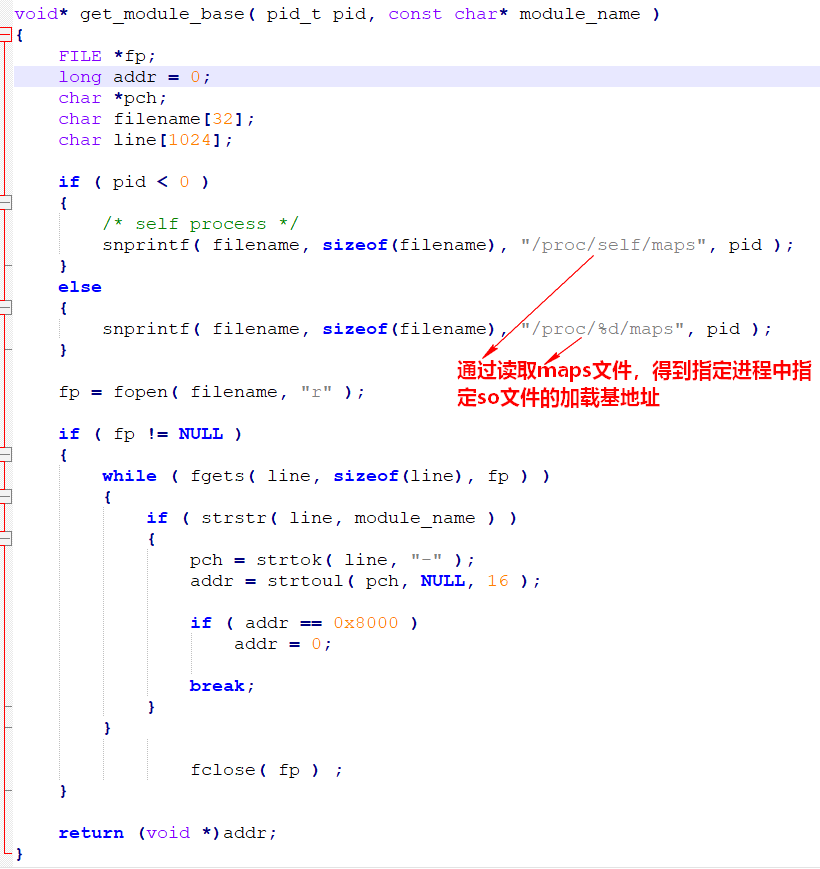 void* get_module_base( pid_t pid, const char* module_name )
{
    FILE *fp;
    long addr = 0;
    char *pch;
    char filename[32];
    char line[1024];

    if ( pid < 0 )
    {
        /* self process */
        snprintf( filename, sizeof(filename), "/proc/self/maps", pid );
    }
    else
    {
        snprintf( filename, sizeof(filename), "/proc/%d/maps", pid );
    }
通过读取maps文件，得到指定进程中指
定so文件的加载基地址
    fp = fopen( filename, "r" );

    if ( fp != NULL )
    {
        while ( fgets( line, sizeof(line), fp ) )
        {
            if ( strstr( line, module_name ) )
            {
                pch = strtok( line, "-" );
                addr = strtoul( pch, NULL, 16 );

                if ( addr == 0x8000 )
                    addr = 0;

                break;
            }
        }

                fclose( fp ) ;
    }

    return (void *)addr;
}